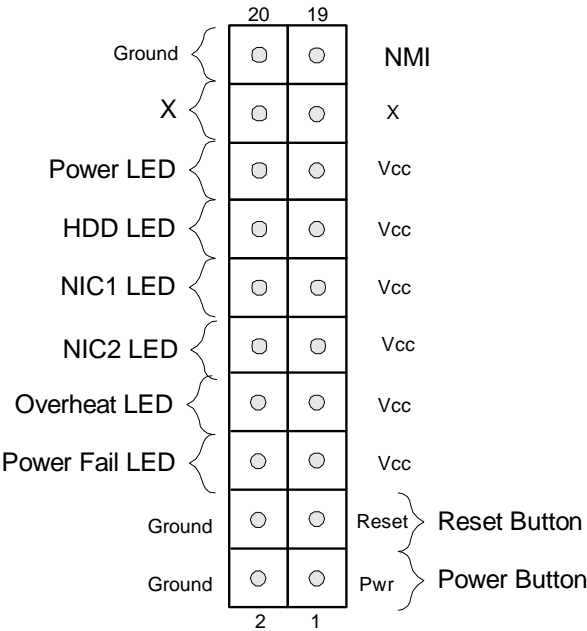 20 19
Ground NMI
X X
Power LED Vcc
HDD LED Vcc
NIC1 LED Vcc
NIC2 LED Vcc
Overheat LED Vcc
Power Fail LED Vcc
Ground Reset Reset Button
Ground Pwr Power Button
2 1